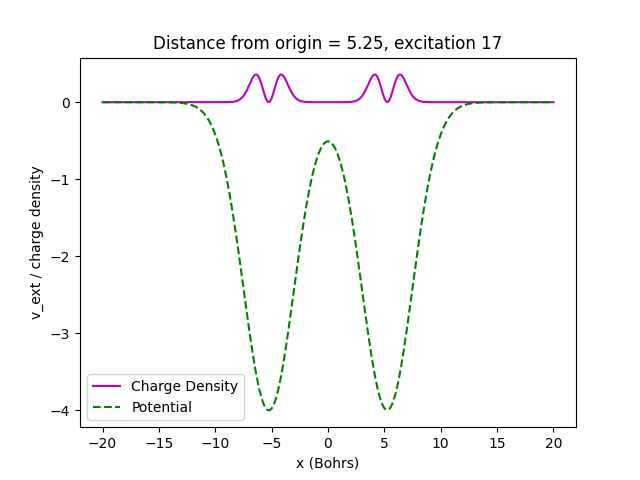 Distance from origin = 5.25, excitation 17
v_ext / charge density
0
−1
−2
−3
−4
Charge Density
Potential
−20
−15
−10
−5
0
5
10
15
20
x (Bohrs)